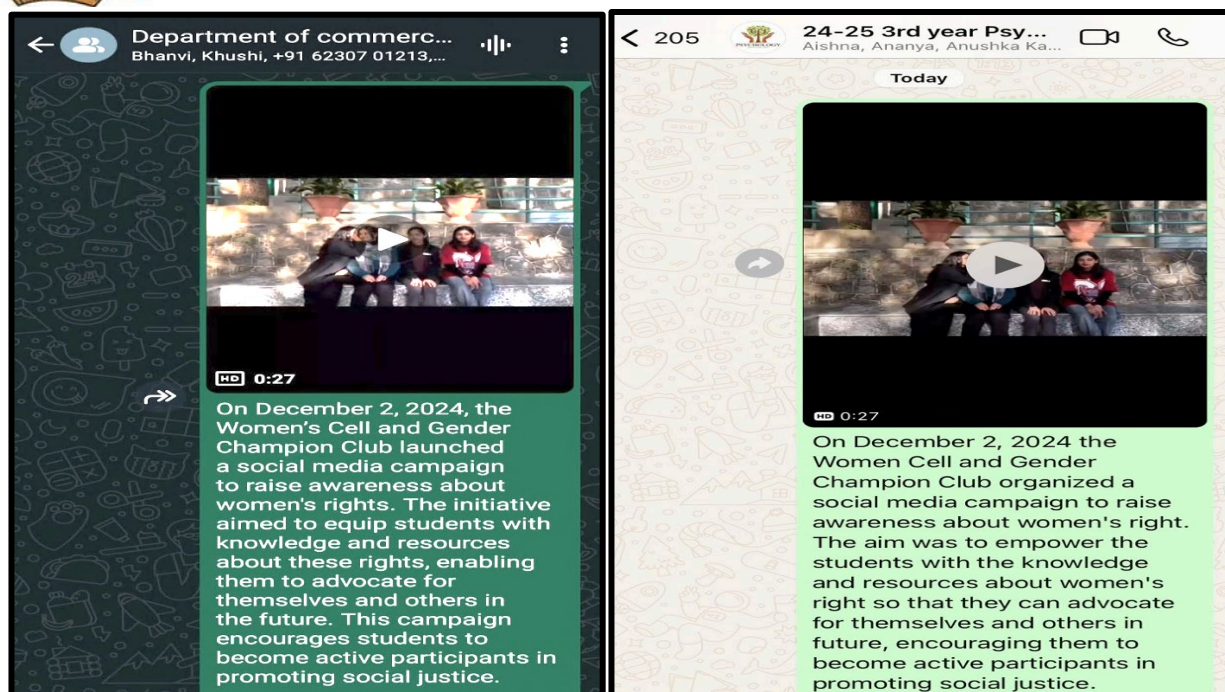 Department of commerc...
Bhanvi, Khushi, +91 62307 01213,...
HD 0:27
On December 2, 2024, the
Women's Cell and Gender
Champion Club launched
a social media campaign
to raise awareness about
women's rights. The initiative
aimed to equip students with
knowledge and resources
about these rights, enabling
them to advocate for
themselves and others in
the future. This campaign
encourages students to
become active participants in
promoting social justice.
205
PSYCHOLOGY
24-25 3rd year Psy...
Aishna, Ananya, Anushka Ka...
Today
HD 0:27
On December 2, 2024 the
Women Cell and Gender
Champion Club organized a
social media campaign to raise
awareness about women's right.
The aim was to empower the
students with the knowledge
and resources about women's
right so that they can advocate
for themselves and others in
future, encouraging them to
become active participants in
promoting social justice.